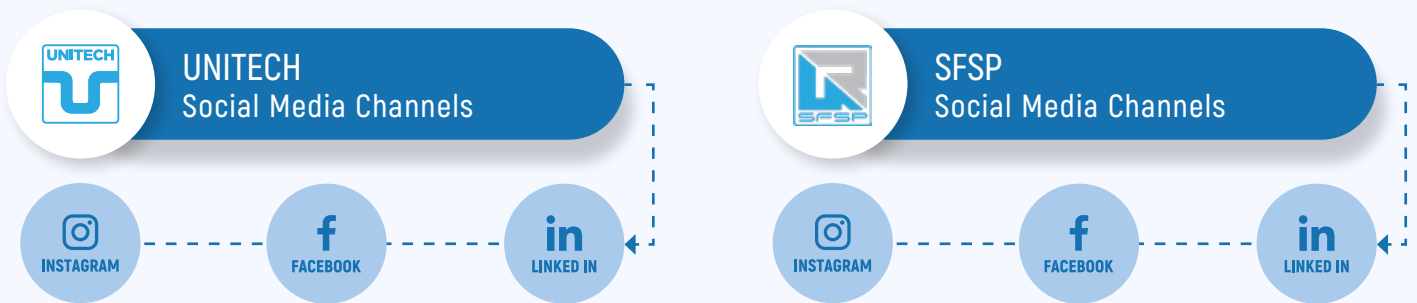 UNITECH
UNITECH
Social Media Channels
INSTAGRAM
FACEBOOK
LINKED IN
SFSP
SFSP
Social Media Channels
INSTAGRAM
FACEBOOK
LINKED IN